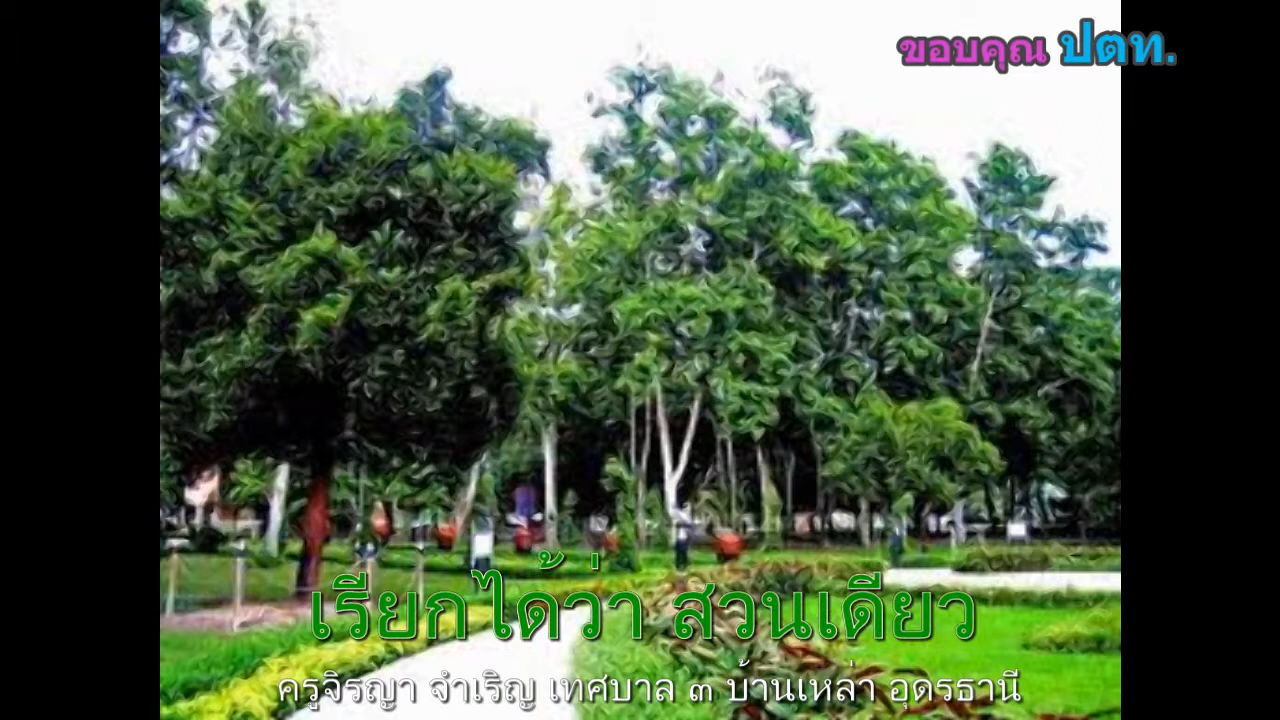 ขอบคุณ ปตท.
เรียกได้ว่า สวนเดียว
ครูจิรญา จำเริญ เทศบาล ๓ บ้านเหล่า อุดรธานี